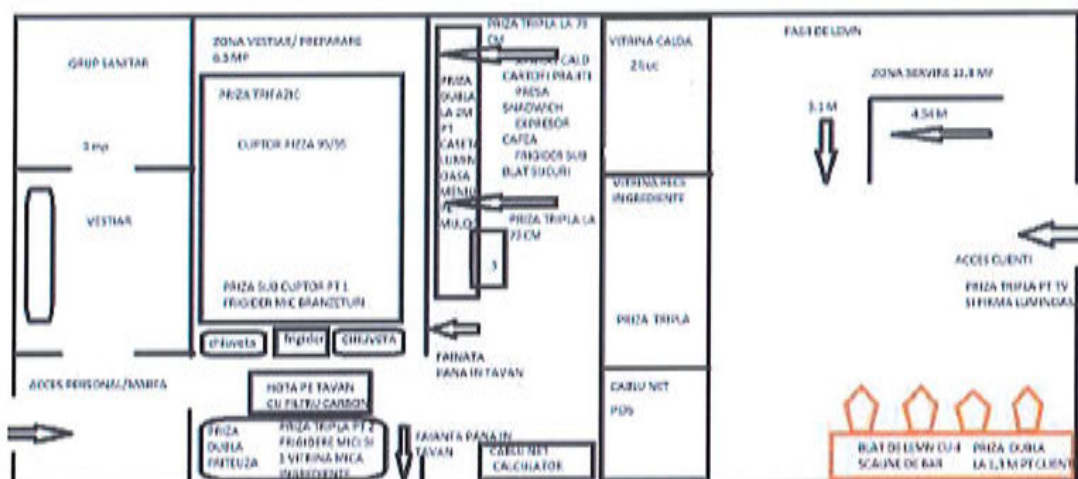 GRUP SANITAR
3 mp
VESTIAR
ACCES PERSONAL/MARFA
ZONA VESTIAR/ PREPARARE
6.5 MP
PRIZA TRIFAZIC
CUPTOR PIZZA 95/95
PRIZA SUB CUPTOR PT 1
FRIGIDER MIC BRANZETURI
chiuveta
frigider
CHIUVETA
HOTA PE TAVAN
CU FILTRU CARBON
PRIZA
DUBLA
FRITEUZA
PRIZA TRIPLA PT 2
FRIGIDERE MICI SI
1 VITRINA MICA
INGREDIENTE
PRIZA
DUBLA
LA 2M
PT
CASETA
LUMIN
OASA
MENIU
PRIZA TRIPLA LA 70
CM
CALD
CARTOFI PRAJITI
PRESA
SNADWICH
EXPRESOR
CAFEA
FRIGIDER SUB
BLAT SUCURI
PRIZA TRIPLA LA
70 CM
3
FAINATA
PANA IN TAVAN
FAIANTA PANA IN
TAVAN
CABLU NET
CALCULATOR
VITRINA CALDA
2 buc
VITRINA RECE
INGREDIENTE
PRIZA TRIPLA
CABLU NET
POS
DE LEMN
ZONA SERVIRE 13.8 MP
3.1 M
4.54 M
ACCES CLIENTI
PRIZA TRIPLA PT TV
SI FIRMA LUMINOAS
BLAT DE LEMN CU 4
SCAUNE DE BAR
PRIZA DUBLA
LA 1,3 M PT CLIENTI